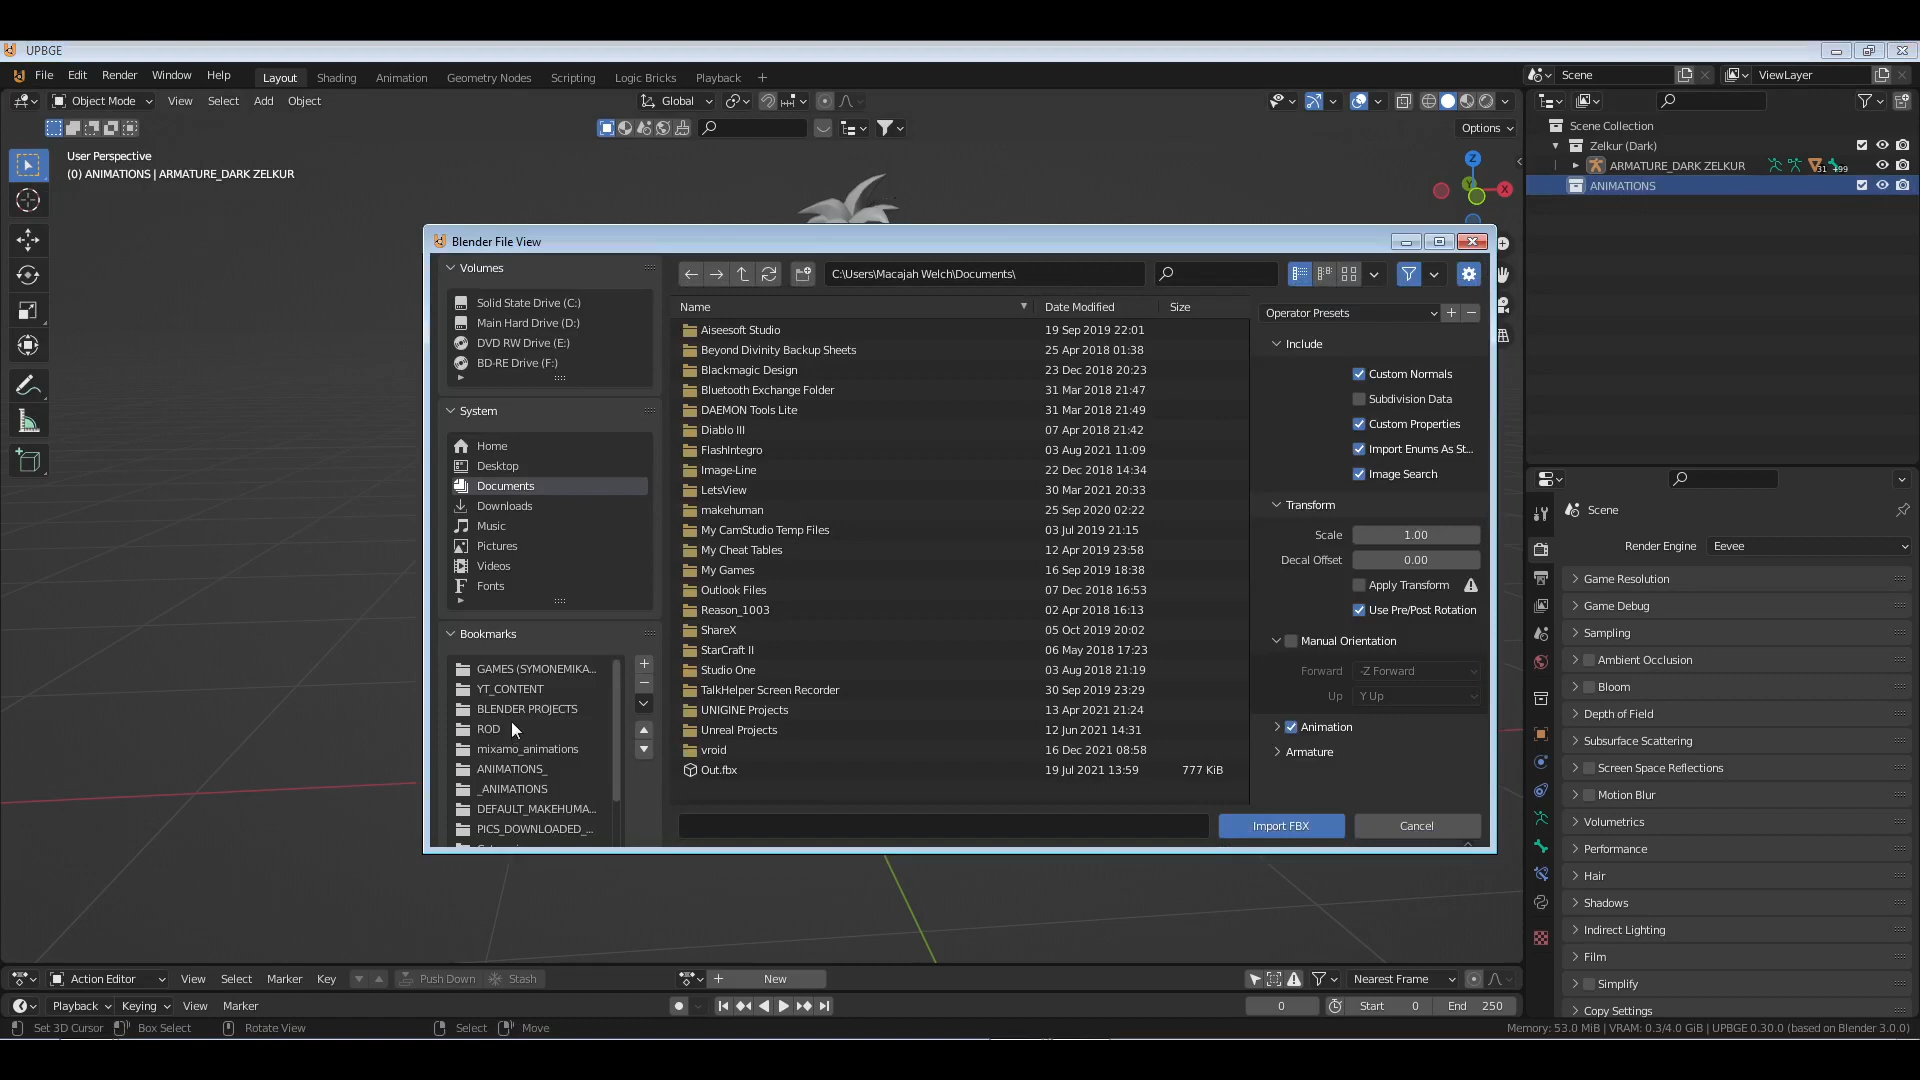 UPBGE
File Edit Render Window Help Layout Shading Animation Geometry Nodes Scripting Logic Bricks Playback
Scene ViewLayer
Object Mode View Select Add Object Global
Options
User Perspective
(0) ANIMATIONS | ARMATURE_DARK ZELKUR
Z
Y
X
Scene Collection
Zelkur (Dark)
ARMATURE_DARK ZELKUR 31 +99
ANIMATIONS
Blender File View
Volumes
Solid State Drive (C:)
Main Hard Drive (D:)
DVD RW Drive (E:)
BD-RE Drive (F:)
System
Home
Desktop
Documents
Downloads
Music
Pictures
Videos
Fonts
Bookmarks
GAMES (SYMONEMIKA...
YT_CONTENT
BLENDER PROJECTS
ROD
mixamo_animations
ANIMATIONS_
_ANIMATIONS
DEFAULT_MAKEHUMA...
PICS_DOWNLOADED_...
C:\Users\Macajah Welch\Documents\
Name Date Modified Size
Aiseesoft Studio 19 Sep 2019 22:01
Beyond Divinity Backup Sheets 25 Apr 2018 01:38
Blackmagic Design 23 Dec 2018 20:23
Bluetooth Exchange Folder 31 Mar 2018 21:47
DAEMON Tools Lite 31 Mar 2018 21:49
Diablo III 07 Apr 2018 21:42
FlashIntegro 03 Aug 2021 11:09
Image-Line 22 Dec 2018 14:34
LetsView 30 Mar 2021 20:33
makehuman 25 Sep 2020 02:22
My CamStudio Temp Files 03 Jul 2019 21:15
My Cheat Tables 12 Apr 2019 23:58
My Games 16 Sep 2019 18:38
Outlook Files 07 Dec 2018 16:53
Reason_1003 02 Apr 2018 16:13
ShareX 05 Oct 2019 20:02
StarCraft II 06 May 2018 17:23
Studio One 03 Aug 2018 21:19
TalkHelper Screen Recorder 30 Sep 2019 23:29
UNIGINE Projects 13 Apr 2021 21:24
Unreal Projects 12 Jun 2021 14:31
vroid 16 Dec 2021 08:58
Out.fbx 19 Jul 2021 13:59 777 KiB
Operator Presets
Include
Custom Normals
Subdivision Data
Custom Properties
Import Enums As St...
Image Search
Transform
Scale 1.00
Decal Offset 0.00
Apply Transform
Use Pre/Post Rotation
Manual Orientation
Forward -Z Forward
Up Y Up
Animation
Armature
Import FBX Cancel
Scene
Render Engine Eevee
Game Resolution
Game Debug
Sampling
Ambient Occlusion
Bloom
Depth of Field
Subsurface Scattering
Screen Space Reflections
Motion Blur
Volumetrics
Performance
Hair
Shadows
Indirect Lighting
Film
Simplify
Copy Settings
Action Editor View Select Marker Key Push Down Stash New Nearest Frame
Playback Keying View Marker 0 Start 0 End 250
Set 3D Cursor Box Select Rotate View Select Move Memory: 53.0 MiB | VRAM: 0.3/4.0 GiB | UPBGE 0.30.0 (based on Blender 3.0.0)